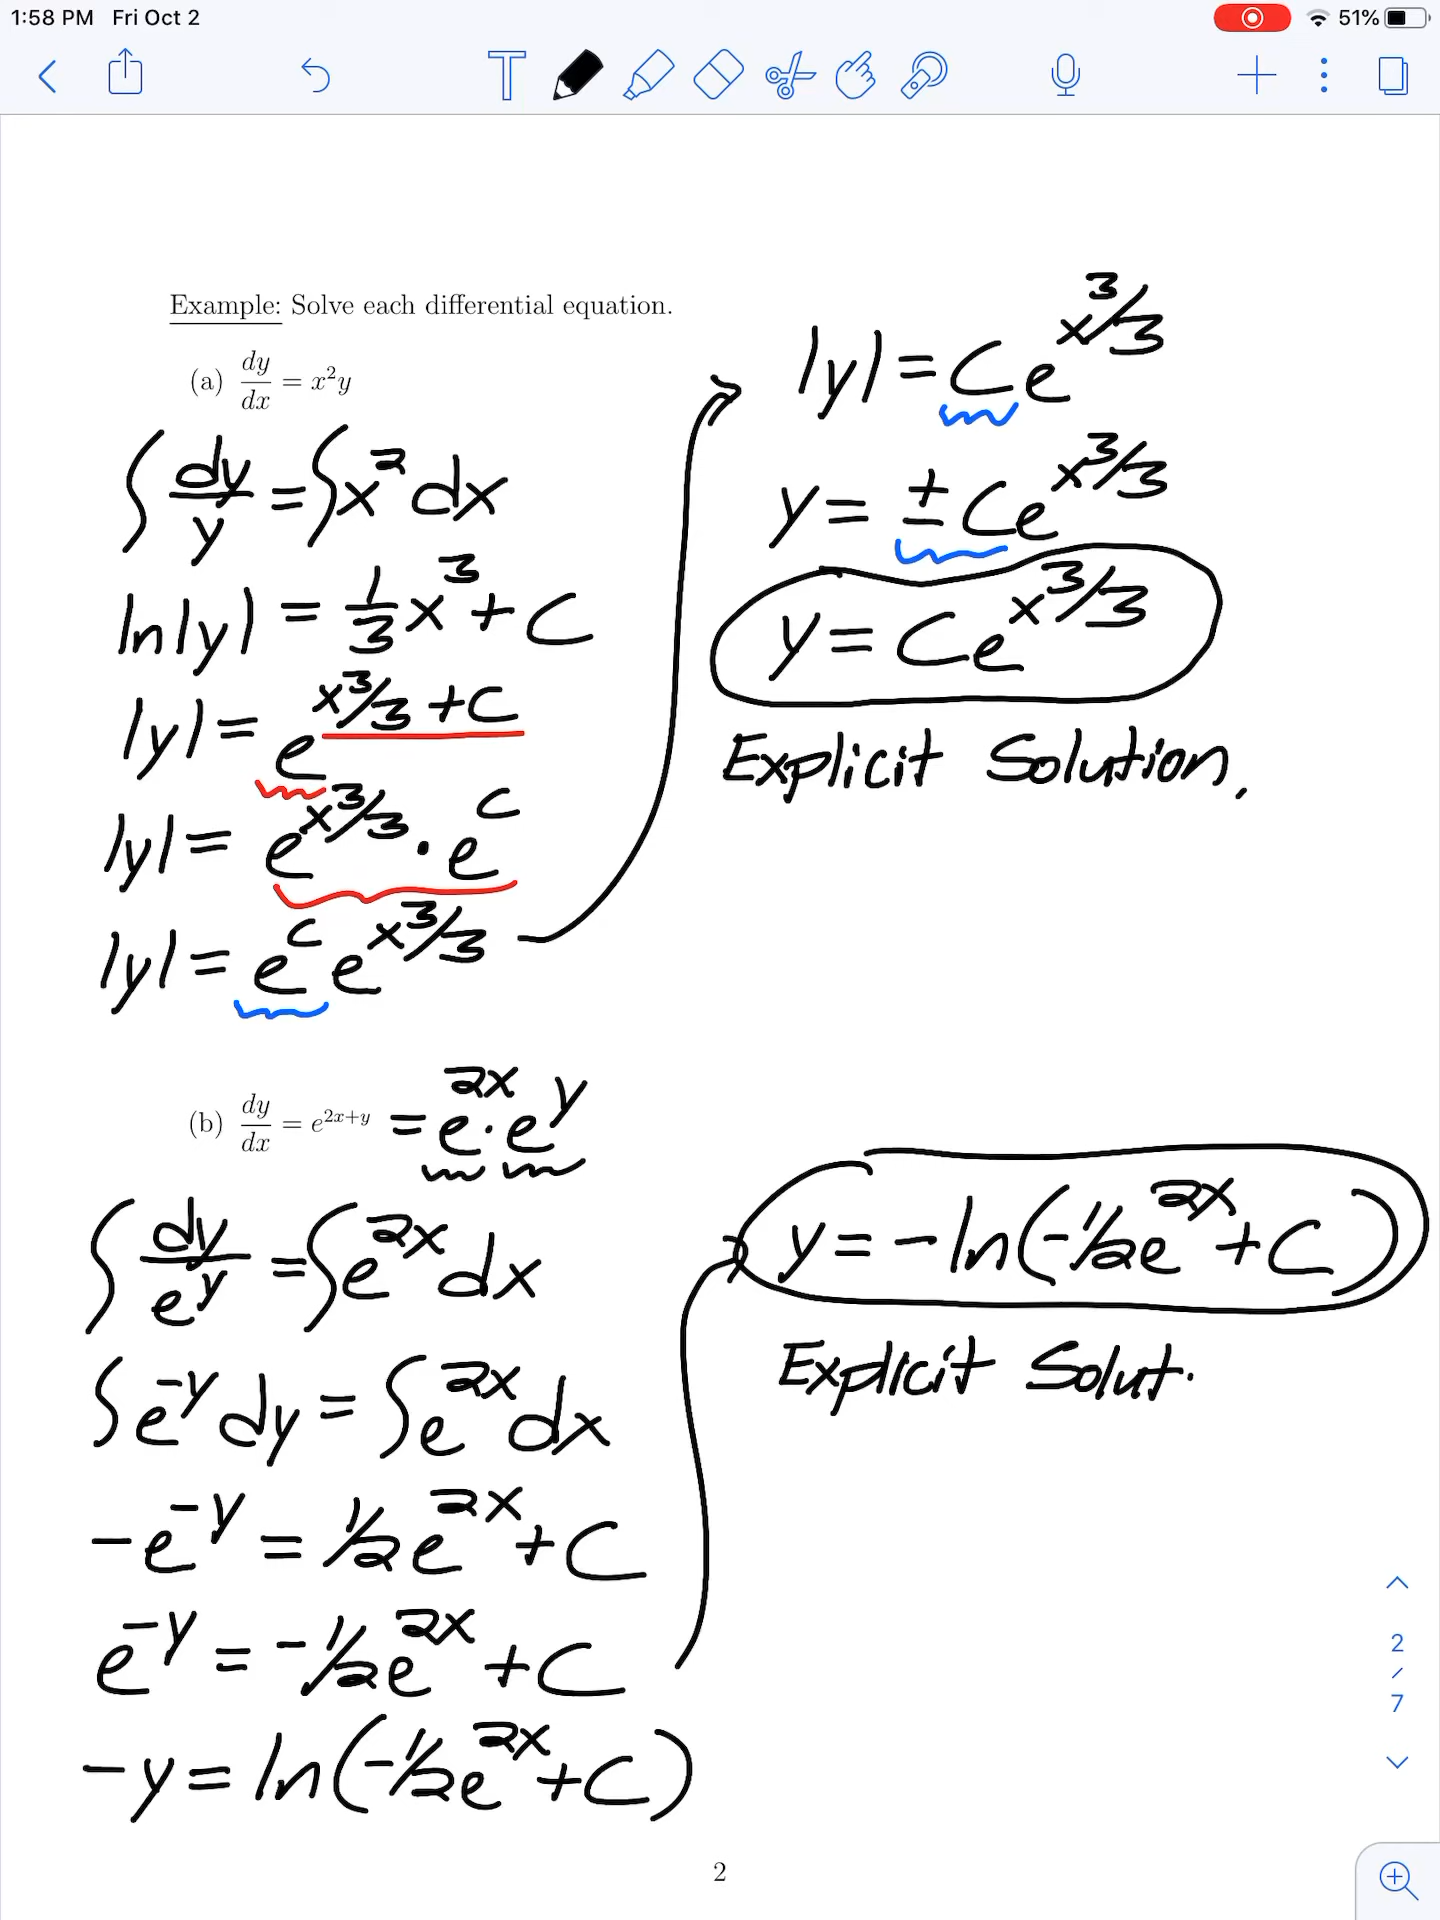 1:58 PM Fri Oct 2 51%
Example: Solve each differential equation.
(a) dy/dx = x²y
∫ dy/y = ∫ x² dx
ln|y| = 1/3 x³ + C
|y| = e^(x³/3 + C)
|y| = e^(x³/3) · e^C
|y| = e^C e^(x³/3)
|y| = C e^(x³/3)
y = ± C e^(x³/3)
y = C e^(x³/3)
Explicit Solution.
(b) dy/dx = e^(2x+y) = e^(2x) · e^y
∫ dy/e^y = ∫ e^(2x) dx
∫ e^(-y) dy = ∫ e^(2x) dx
-e^(-y) = 1/2 e^(2x) + C
e^(-y) = -1/2 e^(2x) + C
-y = ln(-1/2 e^(2x) + C)
y = -ln(-1/2 e^(2x) + C)
Explicit Solut.
2
/
7
2